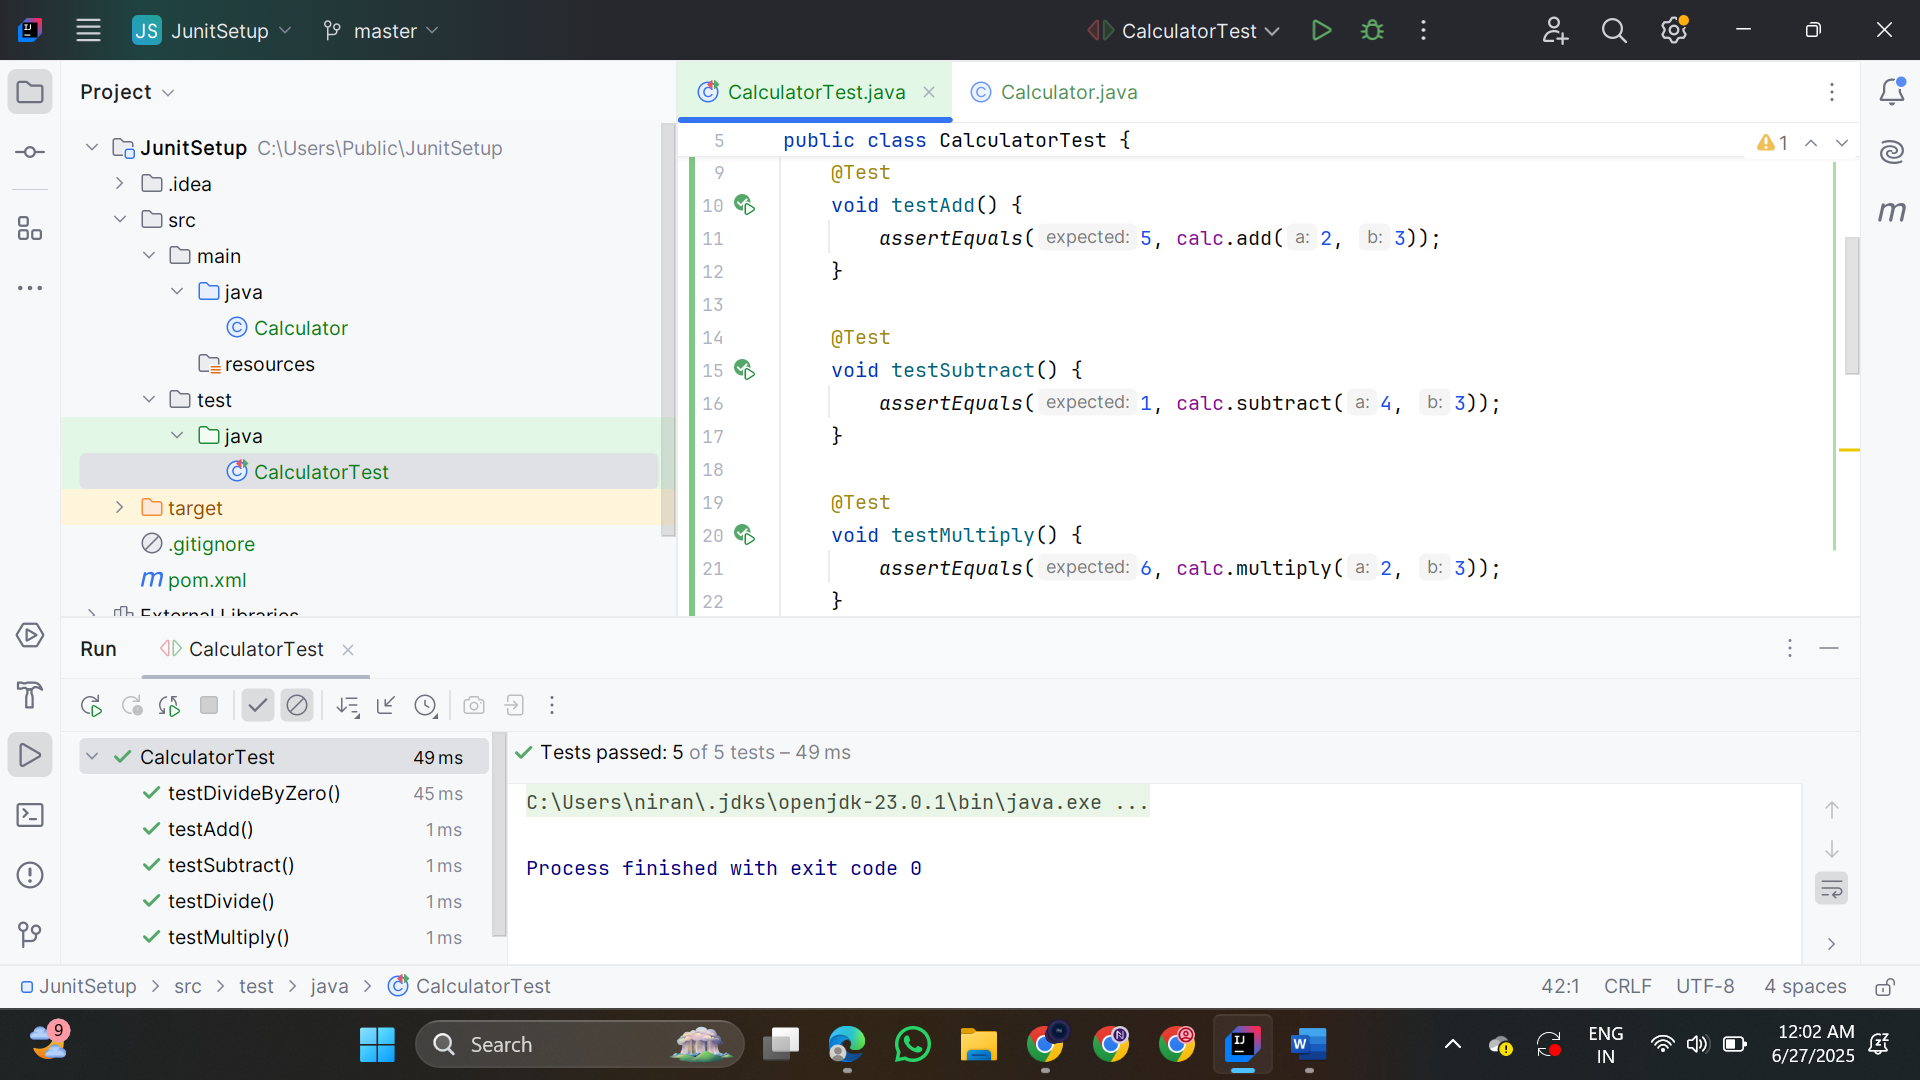 JS JunitSetup master CalculatorTest
Project
JunitSetup C:\Users\Public\JunitSetup
.idea
src
main
java
Calculator
resources
test
java
CalculatorTest
target
.gitignore
m pom.xml
External Libraries
CalculatorTest.java Calculator.java
5 public class CalculatorTest { 1
9 @Test
10 void testAdd() {
11 assertEquals( expected: 5, calc.add( a: 2, b: 3));
12 }
13
14 @Test
15 void testSubtract() {
16 assertEquals( expected: 1, calc.subtract( a: 4, b: 3));
17 }
18
19 @Test
20 void testMultiply() {
21 assertEquals( expected: 6, calc.multiply( a: 2, b: 3));
22 }
m
Run CalculatorTest
CalculatorTest 49 ms
testDivideByZero() 45 ms
testAdd() 1 ms
testSubtract() 1 ms
testDivide() 1 ms
testMultiply() 1 ms
Tests passed: 5 of 5 tests – 49 ms
C:\Users\niran\.jdks\openjdk-23.0.1\bin\java.exe ...
Process finished with exit code 0
JunitSetup > src > test > java > CalculatorTest 42:1 CRLF UTF-8 4 spaces
9 Search ENG 12:02 AM
IN 6/27/2025